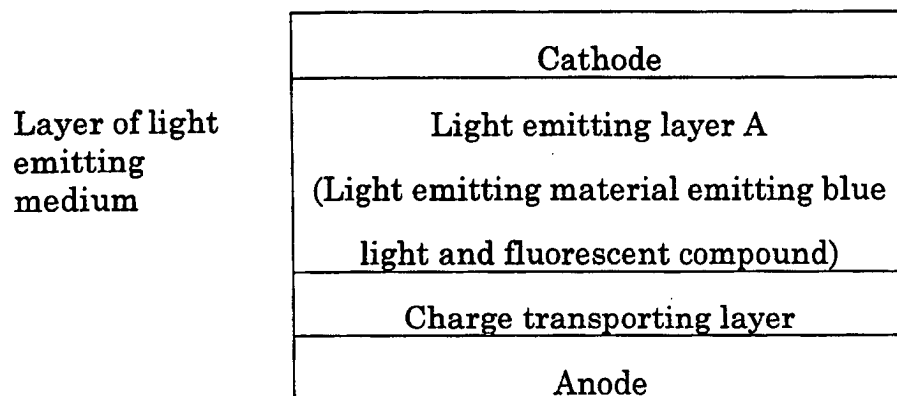 Cathode
Layer of light
emitting
medium
Light emitting layer A
(Light emitting material emitting blue
light and fluorescent compound)
Charge transporting layer
Anode